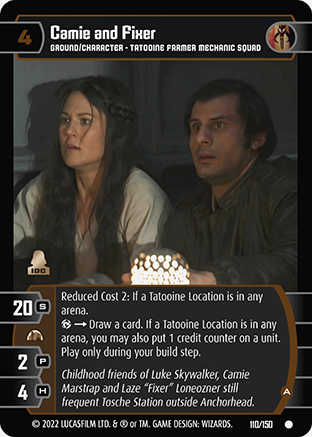 4
Camie and Fixer
GROUND/CHARACTER - TATOOINE FARMER MECHANIC SQUAD
IDC
20 S
2 P
4 H
Reduced Cost 2: If a Tatooine Location is in any
arena.
→ Draw a card. If a Tatooine Location is in any
arena, you may also put 1 credit counter on a unit.
Play only during your build step.
Childhood friends of Luke Skywalker, Camie
Marstrap and Laze "Fixer" Loneozner still
frequent Tosche Station outside Anchorhead.
A
© 2022 LUCASFILM LTD. & ® OR TM. GAME DESIGN: WIZARDS.
110/150